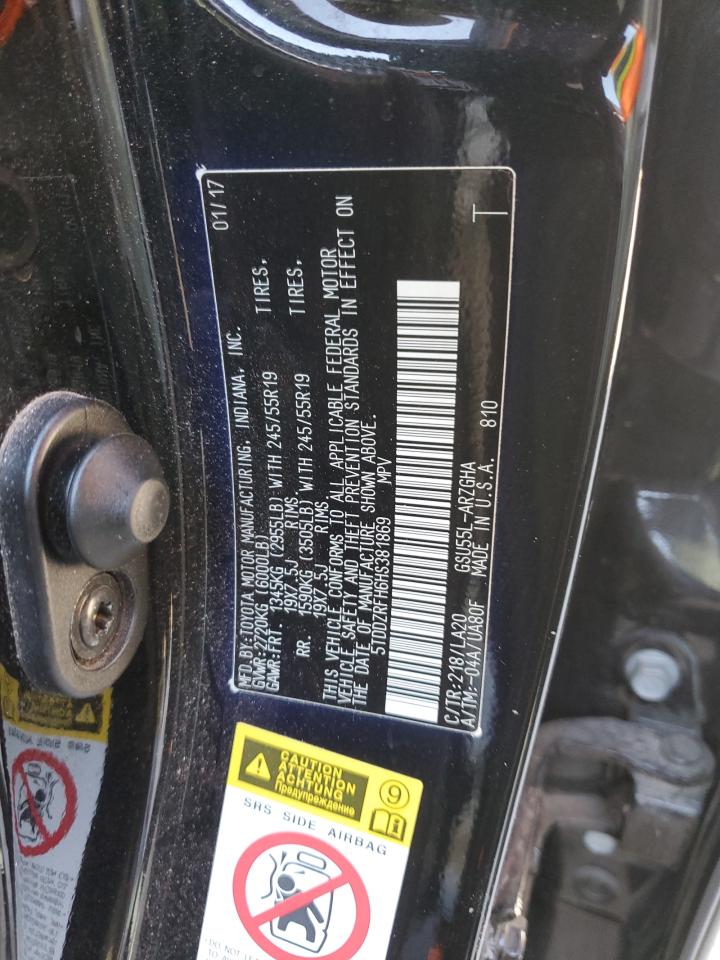 MFD.BY:TOYOTA MOTOR MANUFACTURING, INDIANA, INC. 01/17
GVWR:2720KG (6000LB)
GAWR:FRT 1345KG (2955LB) WITH 245/55R19 TIRES,
19X7.5J RIMS
RR. 1590KG (3505LB) WITH 245/55R19 TIRES,
19X7.5J RIMS
THIS VEHICLE CONFORMS TO ALL APPLICABLE FEDERAL MOTOR
VEHICLE SAFETY AND THEFT PREVENTION STANDARDS IN EFFECT ON
THE DATE OF MANUFACTURE SHOWN ABOVE.
5TDDZRFH6HS381869 MPV
C/TR:218/LA20 GSU55L-ARZGHA
A/TM:-04A/UA80F MADE IN U.S.A. 810
T
CAUTION
ATTENTION
ACHTUNG
Предупреждение
9
SRS SIDE AIRBAG